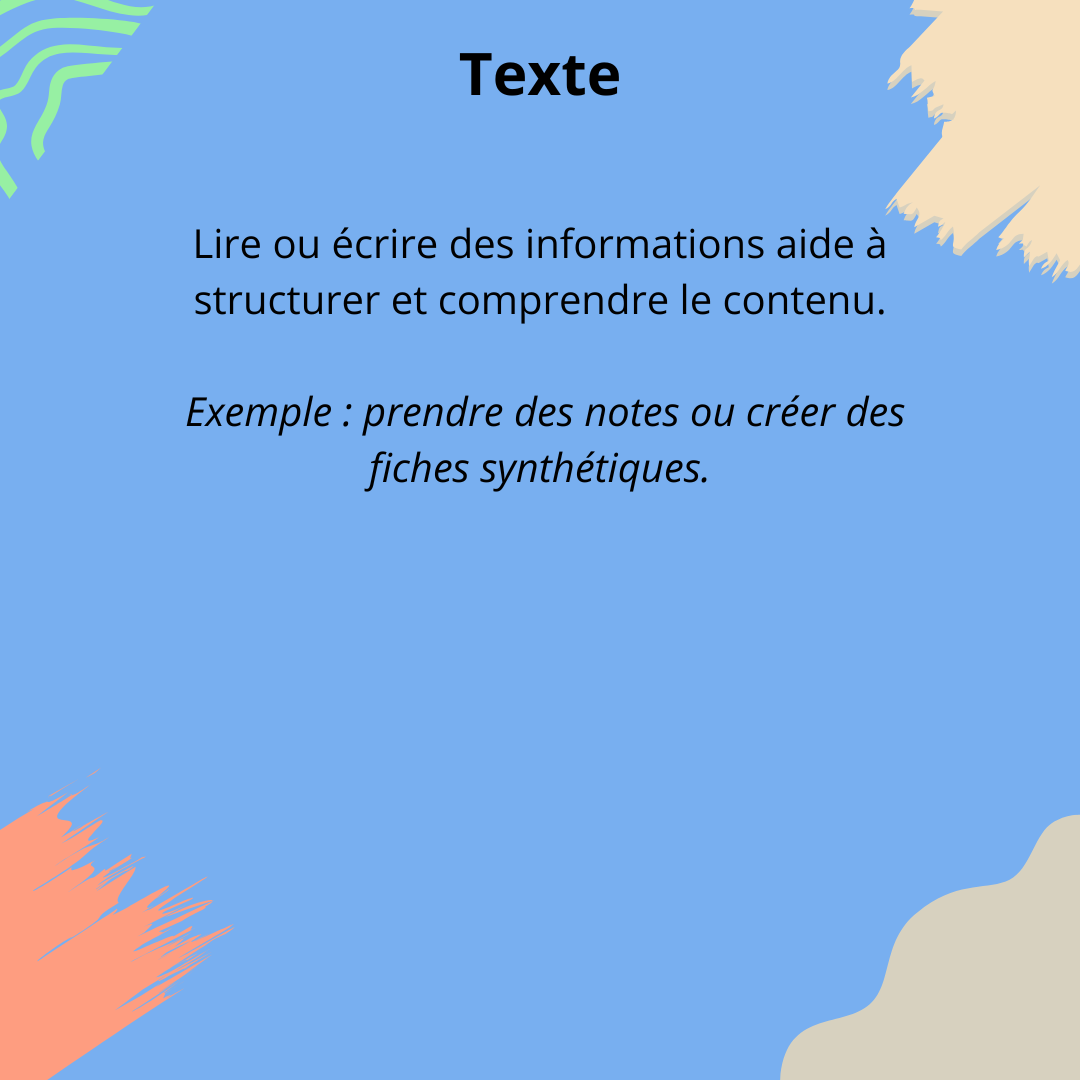 Texte
Lire ou écrire des informations aide à
structurer et comprendre le contenu.
Exemple : prendre des notes ou créer des
fiches synthétiques.